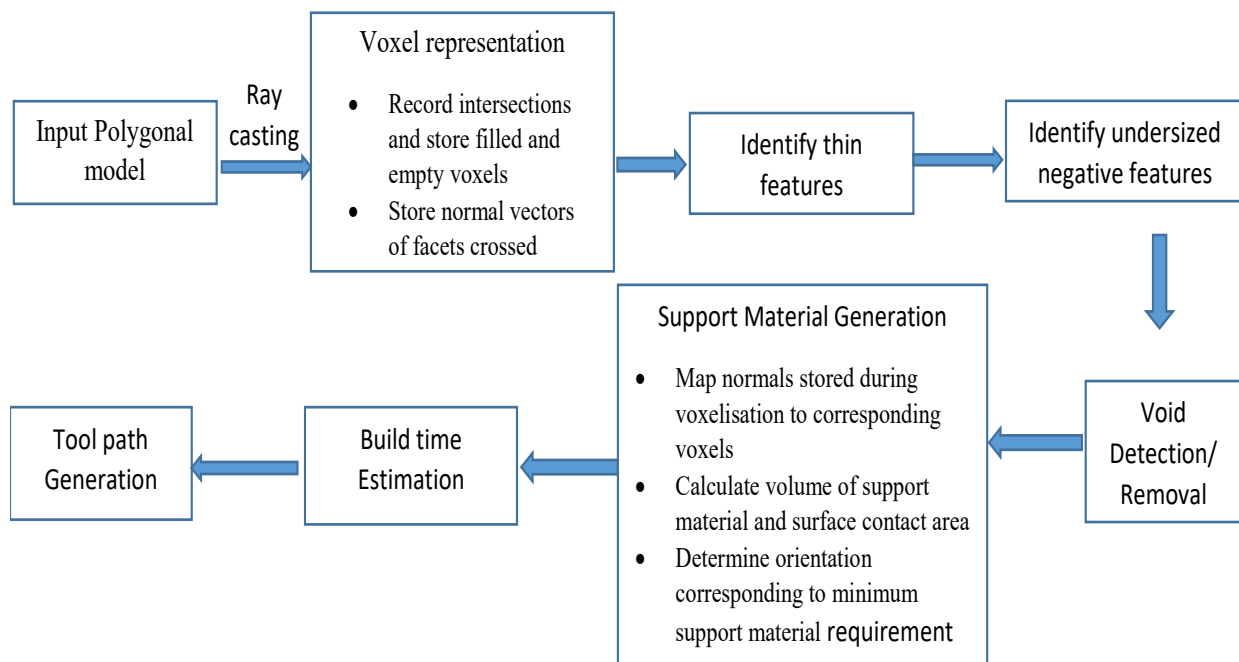 Input Polygonal
model
Ray
casting
Voxel representation
• Record intersections
and store filled and
empty voxels
• Store normal vectors
of facets crossed
Identify thin
features
Identify undersized
negative features
Void
Detection/
Removal
Support Material Generation
• Map normals stored during
voxelisation to corresponding
voxels
• Calculate volume of support
material and surface contact area
• Determine orientation
corresponding to minimum
support material requirement
Build time
Estimation
Tool path
Generation